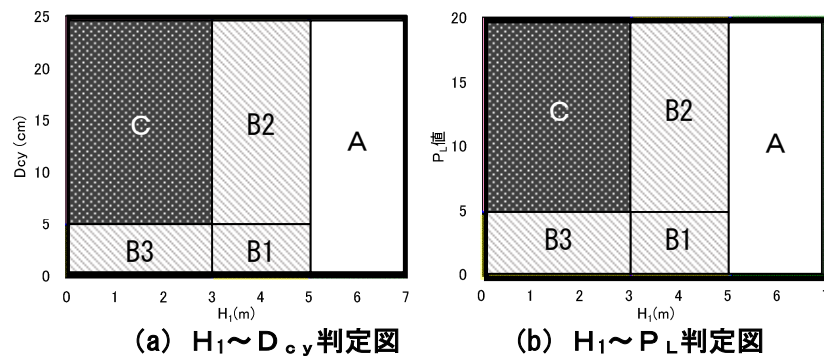 25
20
15
10
5
0
Dcy (cm)
C
B2
A
B3
B1
0 1 2 3 4 5 6 7
H₁(m)
(a) H₁~Dcy判定図
20
15
10
5
0
PL値
C
B2
A
B3
B1
0 1 2 3 4 5 6 7
H₁(m)
(b) H₁~PL判定図